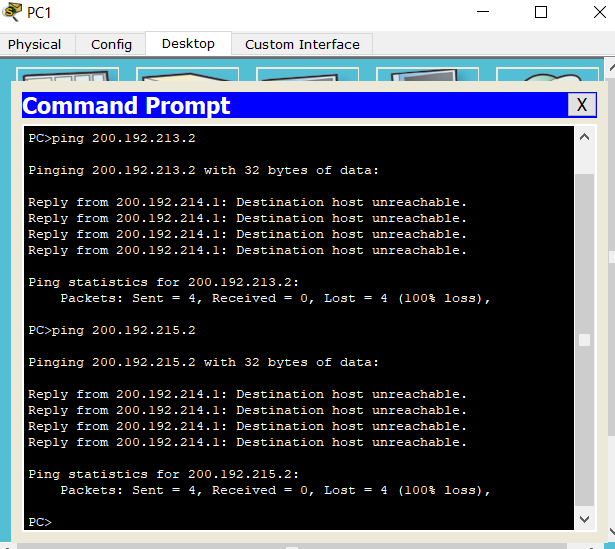 PC1
Physical Config Desktop Custom Interface
Command Prompt X
PC>ping 200.192.213.2
Pinging 200.192.213.2 with 32 bytes of data:
Reply from 200.192.214.1: Destination host unreachable.
Reply from 200.192.214.1: Destination host unreachable.
Reply from 200.192.214.1: Destination host unreachable.
Reply from 200.192.214.1: Destination host unreachable.
Ping statistics for 200.192.213.2:
    Packets: Sent = 4, Received = 0, Lost = 4 (100% loss),
PC>ping 200.192.215.2
Pinging 200.192.215.2 with 32 bytes of data:
Reply from 200.192.214.1: Destination host unreachable.
Reply from 200.192.214.1: Destination host unreachable.
Reply from 200.192.214.1: Destination host unreachable.
Reply from 200.192.214.1: Destination host unreachable.
Ping statistics for 200.192.215.2:
    Packets: Sent = 4, Received = 0, Lost = 4 (100% loss),
PC>